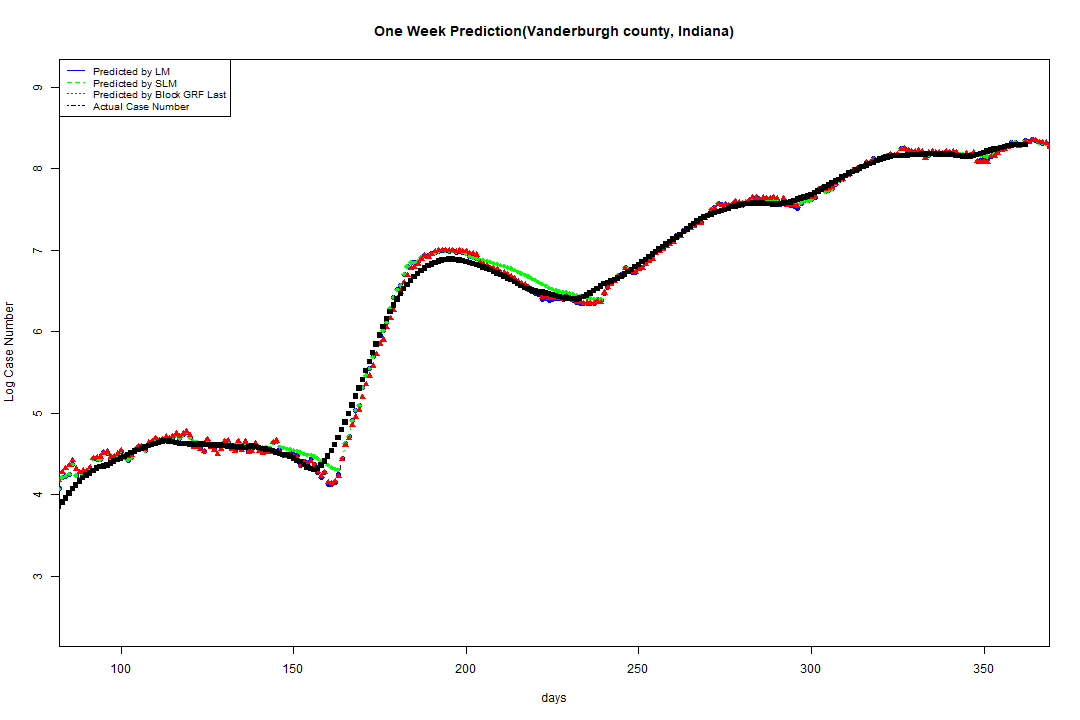 One Week Prediction(Vanderburgh county, Indiana)
Predicted by LM
Predicted by SLM
Predicted by Block GRF Last
Actual Case Number
9
8
7
6
5
4
3
Log Case Number
100 150 200 250 300 350
days